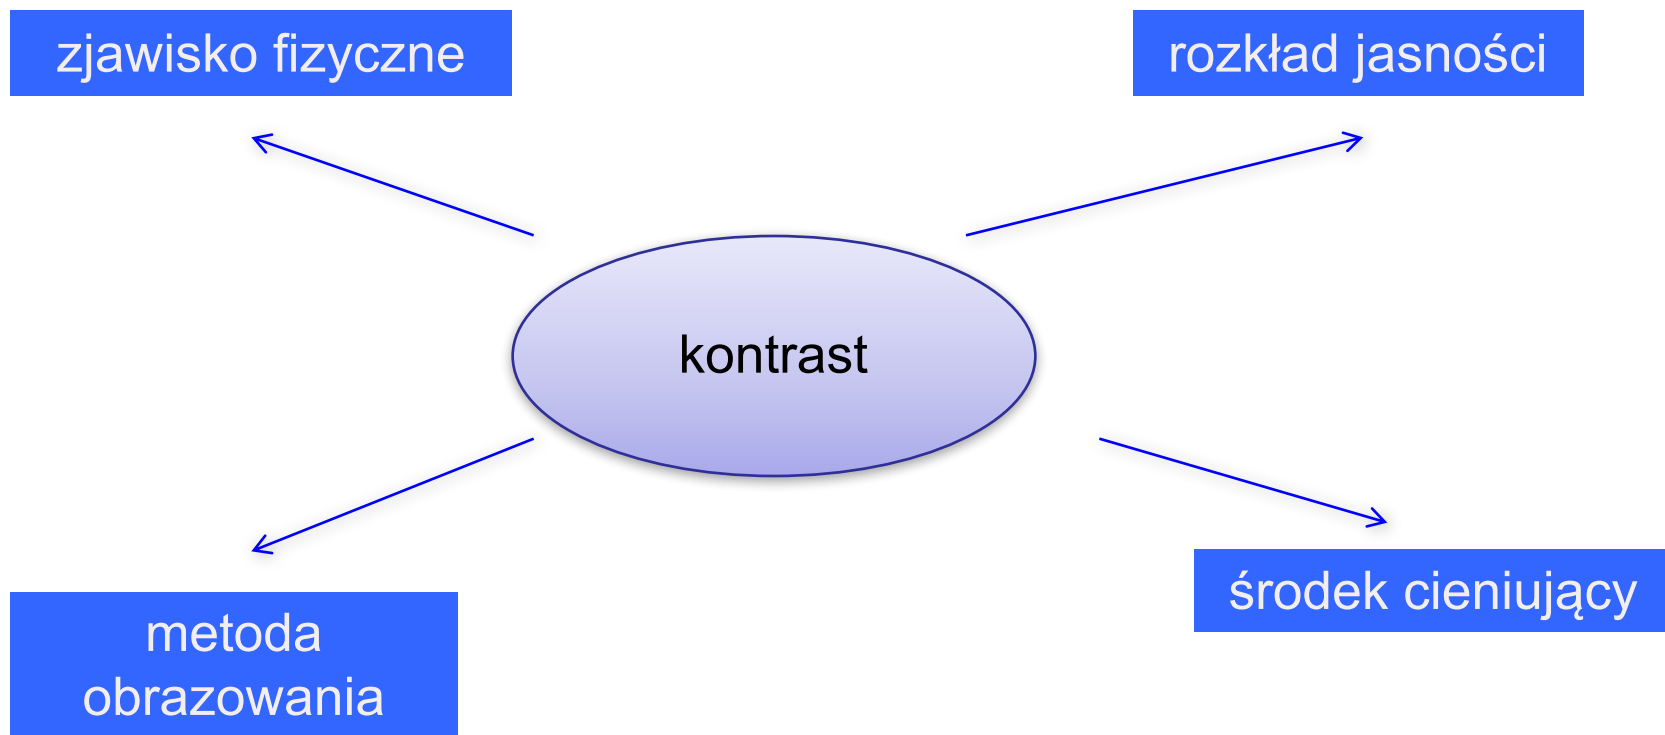 zjawisko fizyczne
rozkład jasności
kontrast
środek cieniujący
metoda
obrazowania